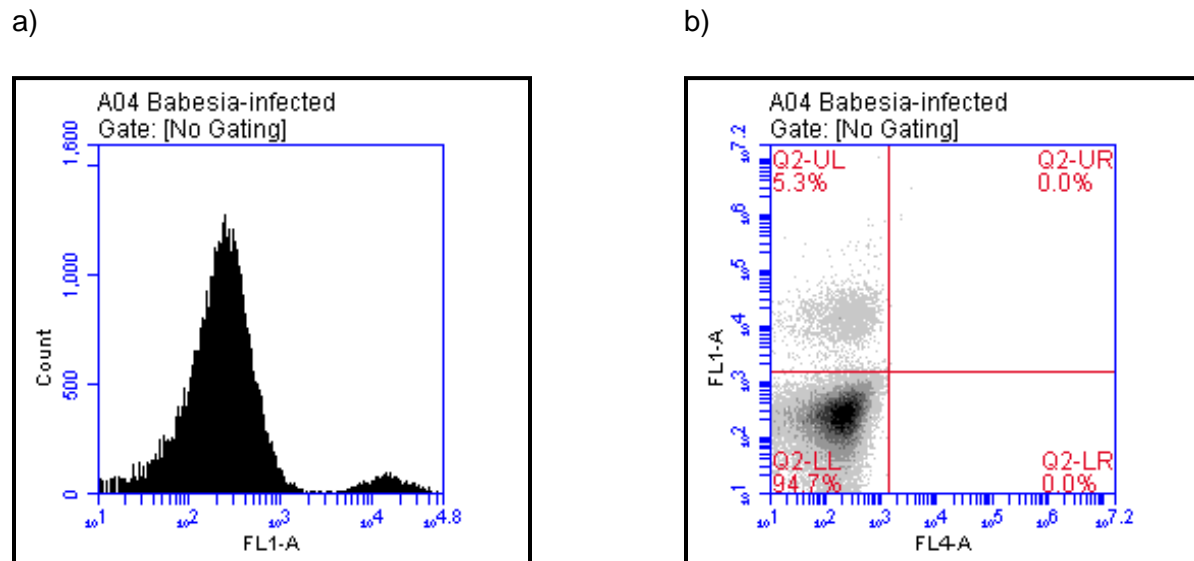 a)
b)
A04 Babesia-infected
Gate: [No Gating]
1,600
1,000
500
0
Count
10^1
10^2
10^3
10^4
10^4.8
FL1-A
A04 Babesia-infected
Gate: [No Gating]
10^7.2
10^6
10^5
10^4
10^3
10^2
10^1
FL1-A
Q2-UL
5.3%
Q2-UR
0.0%
Q2-LL
94.7%
Q2-LR
0.0%
10^1
10^2
10^3
10^4
10^5
10^6
10^7.2
FL4-A